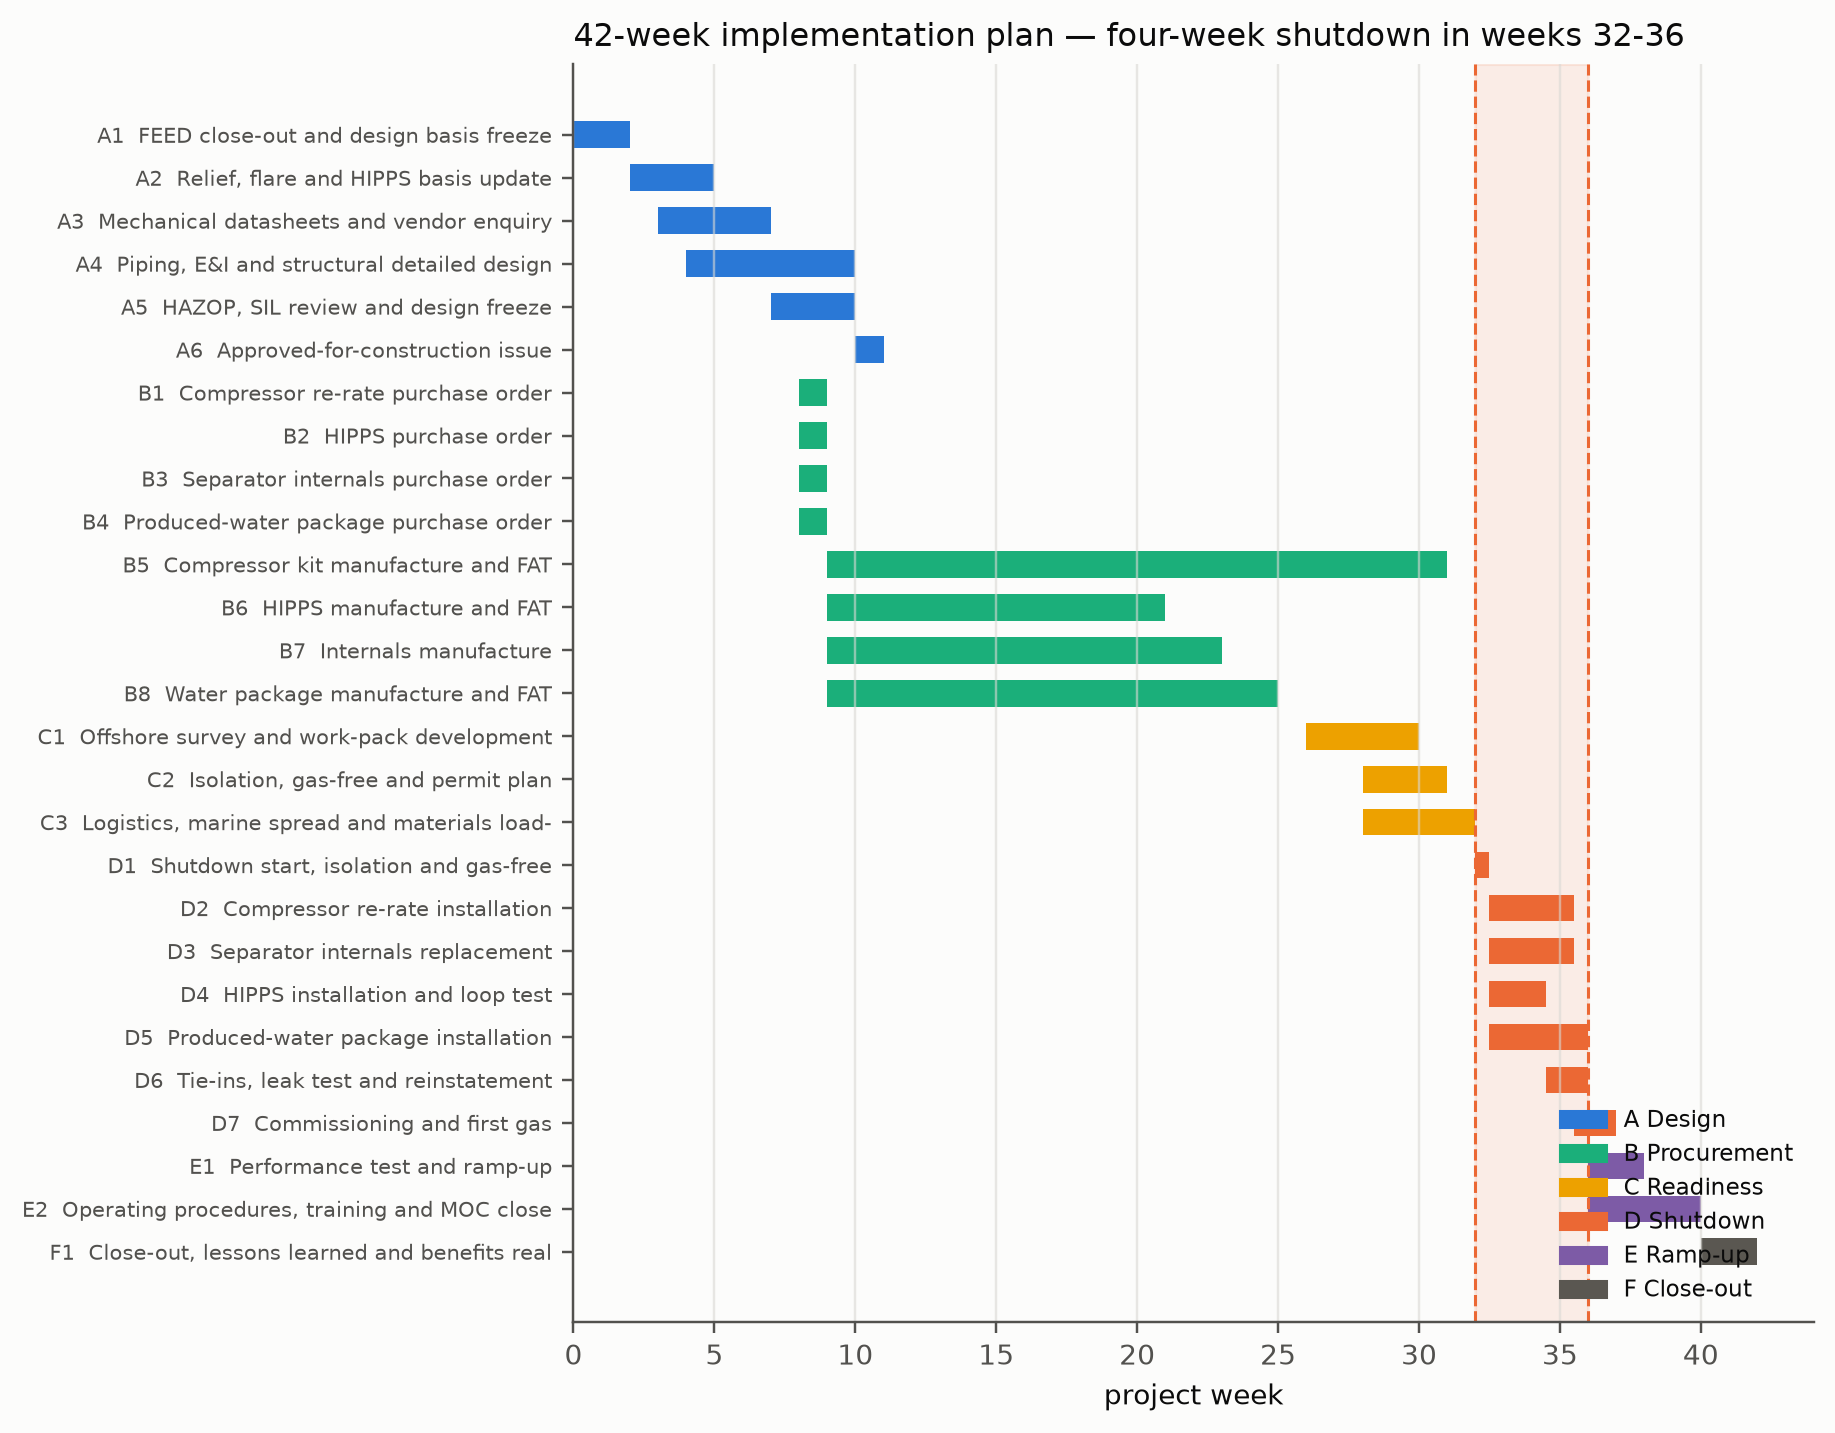 42-week implementation plan — four-week shutdown in weeks 32-36
A1 FEED close-out and design basis freeze
A2 Relief, flare and HIPPS basis update
A3 Mechanical datasheets and vendor enquiry
A4 Piping, E&I and structural detailed design
A5 HAZOP, SIL review and design freeze
A6 Approved-for-construction issue
B1 Compressor re-rate purchase order
B2 HIPPS purchase order
B3 Separator internals purchase order
B4 Produced-water package purchase order
B5 Compressor kit manufacture and FAT
B6 HIPPS manufacture and FAT
B7 Internals manufacture
B8 Water package manufacture and FAT
C1 Offshore survey and work-pack development
C2 Isolation, gas-free and permit plan
C3 Logistics, marine spread and materials load-
D1 Shutdown start, isolation and gas-free
D2 Compressor re-rate installation
D3 Separator internals replacement
D4 HIPPS installation and loop test
D5 Produced-water package installation
D6 Tie-ins, leak test and reinstatement
D7 Commissioning and first gas
E1 Performance test and ramp-up
E2 Operating procedures, training and MOC close
F1 Close-out, lessons learned and benefits real
A Design
B Procurement
C Readiness
D Shutdown
E Ramp-up
F Close-out
0 5 10 15 20 25 30 35 40
project week